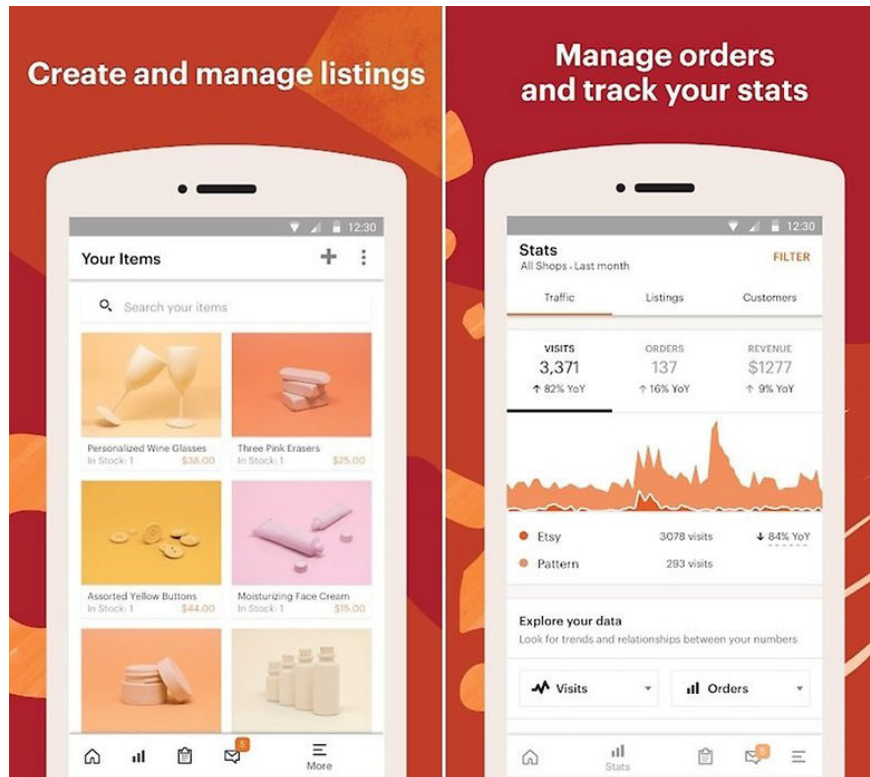 Create and manage listings
12:30
Your Items
Search your items
Personalized Wine Glasses
In Stock: 1 $38.00
Three Pink Erasers
In Stock: 1 $25.00
Assorted Yellow Buttons
In Stock: 1 $44.00
Moisturizing Face Cream
In Stock: 1 $15.00
5
More
Manage orders
and track your stats
12:30
Stats
All Shops - Last month
FILTER
Traffic Listings Customers
VISITS ORDERS REVENUE
3,371 137 $1277
↑ 82% YoY ↑ 16% YoY ↑ 9% YoY
Etsy 3078 visits ↓ 84% YoY
Pattern 293 visits
Explore your data
Look for trends and relationships between your numbers
Visits Orders
5
Stats